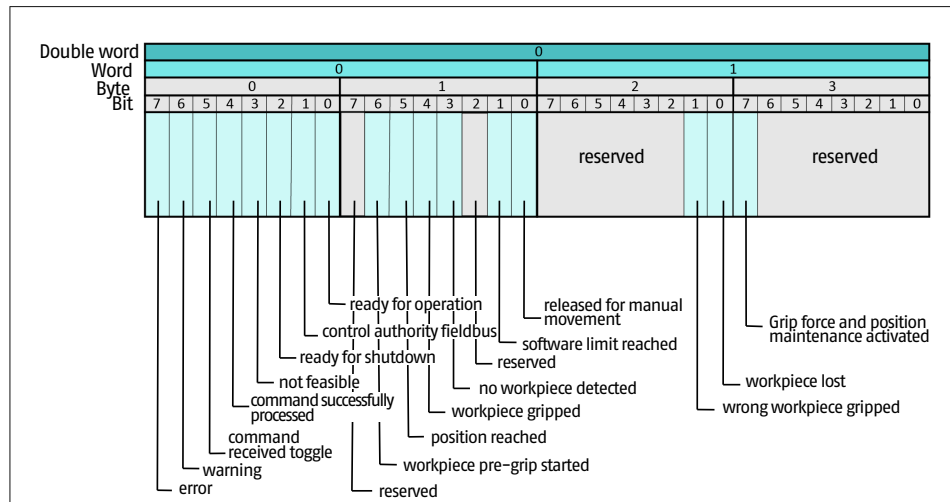 Double word 0
Word 0 1
Byte 0 1 2 3
Bit 7 6 5 4 3 2 1 0 7 6 5 4 3 2 1 0 7 6 5 4 3 2 1 0 7 6 5 4 3 2 1 0
reserved reserved
ready for operation
released for manual
movement
Grip force and position
maintenance activated
control authority fieldbus
software limit reached
ready for shutdown
reserved
not feasible
no workpiece detected
workpiece lost
command successfully
processed
workpiece gripped
wrong workpiece gripped
command
received toggle
position reached
warning
workpiece pre-grip started
error
reserved